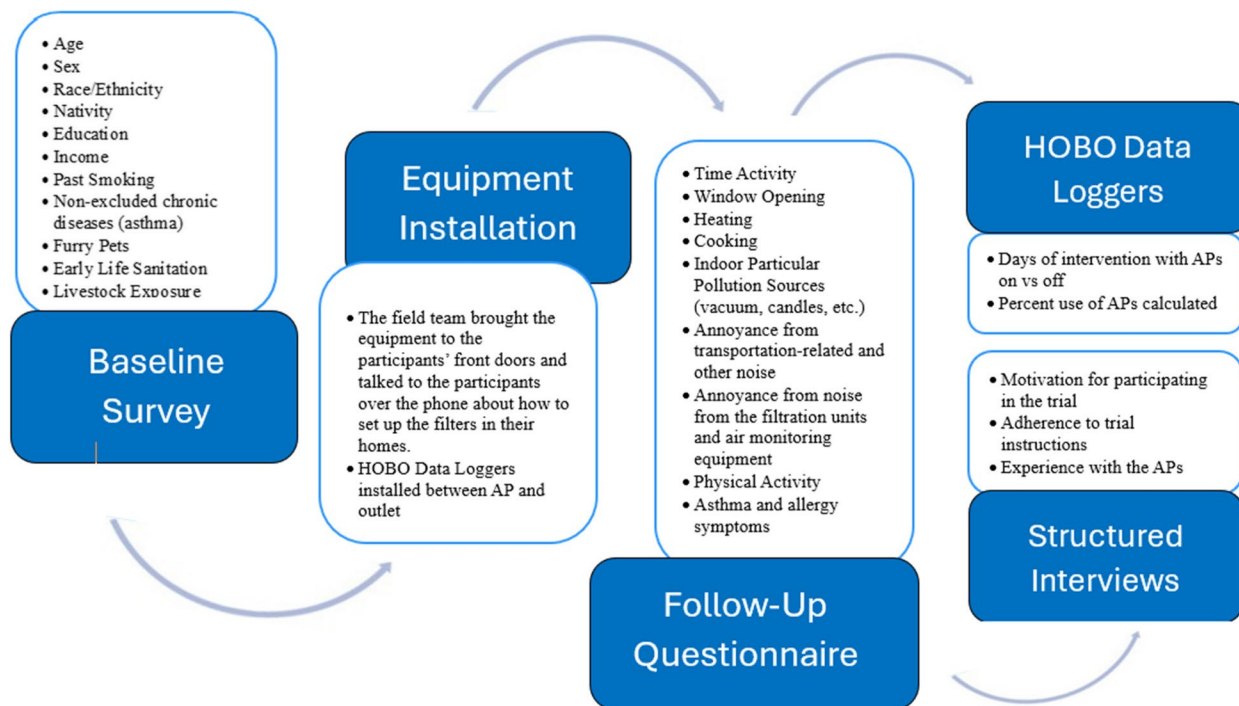 • Age
• Sex
• Race/Ethnicity
• Nativity
• Education
• Income
• Past Smoking
• Non-excluded chronic
diseases (asthma)
• Furry Pets
• Early Life Sanitation
• Livestock Exposure
Baseline
Survey
Equipment
Installation
• The field team brought the
equipment to the
participants’ front doors and
talked to the participants
over the phone about how to
set up the filters in their
homes.
• HOBO Data Loggers
installed between AP and
outlet
• Time Activity
• Window Opening
• Heating
• Cooking
• Indoor Particular
Pollution Sources
(vacuum, candles, etc.)
• Annoyance from
transportation-related and
other noise
• Annoyance from noise
from the filtration units
and air monitoring
equipment
• Physical Activity
• Asthma and allergy
symptoms
Follow-Up
Questionnaire
HOBO Data
Loggers
• Days of intervention with APs
on vs off
• Percent use of APs calculated
• Motivation for participating
in the trial
• Adherence to trial
instructions
• Experience with the APs
Structured
Interviews